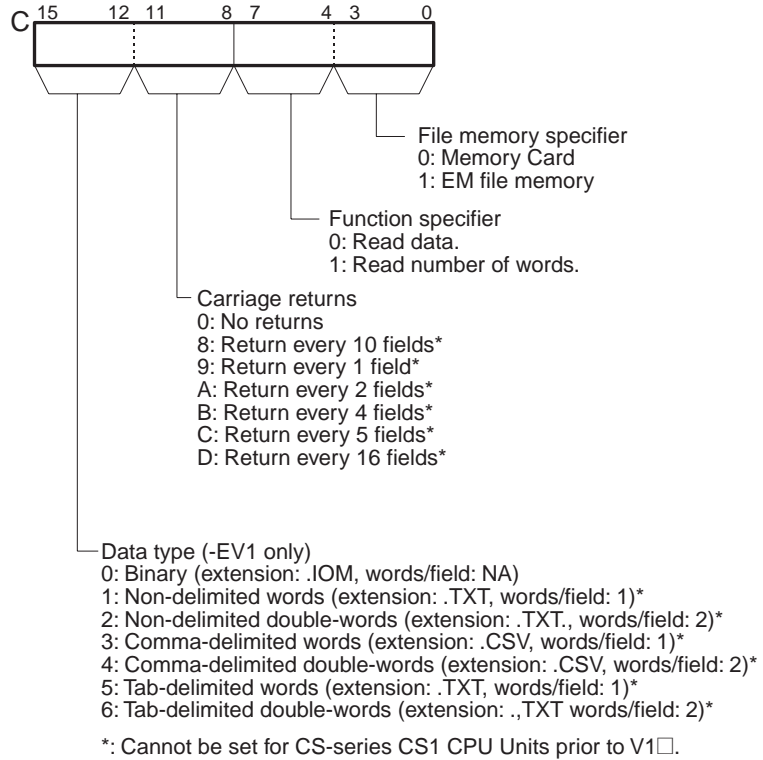 C 15 12 11 8 7 4 3 0
File memory specifier
0: Memory Card
1: EM file memory
Function specifier
0: Read data.
1: Read number of words.
Carriage returns
0: No returns
8: Return every 10 fields*
9: Return every 1 field*
A: Return every 2 fields*
B: Return every 4 fields*
C: Return every 5 fields*
D: Return every 16 fields*
Data type (-EV1 only)
0: Binary (extension: .IOM, words/field: NA)
1: Non-delimited words (extension: .TXT, words/field: 1)*
2: Non-delimited double-words (extension: .TXT., words/field: 2)*
3: Comma-delimited words (extension: .CSV, words/field: 1)*
4: Comma-delimited double-words (extension: .CSV, words/field: 2)*
5: Tab-delimited words (extension: .TXT, words/field: 1)*
6: Tab-delimited double-words (extension: .,TXT words/field: 2)*
*: Cannot be set for CS-series CS1 CPU Units prior to V1□.